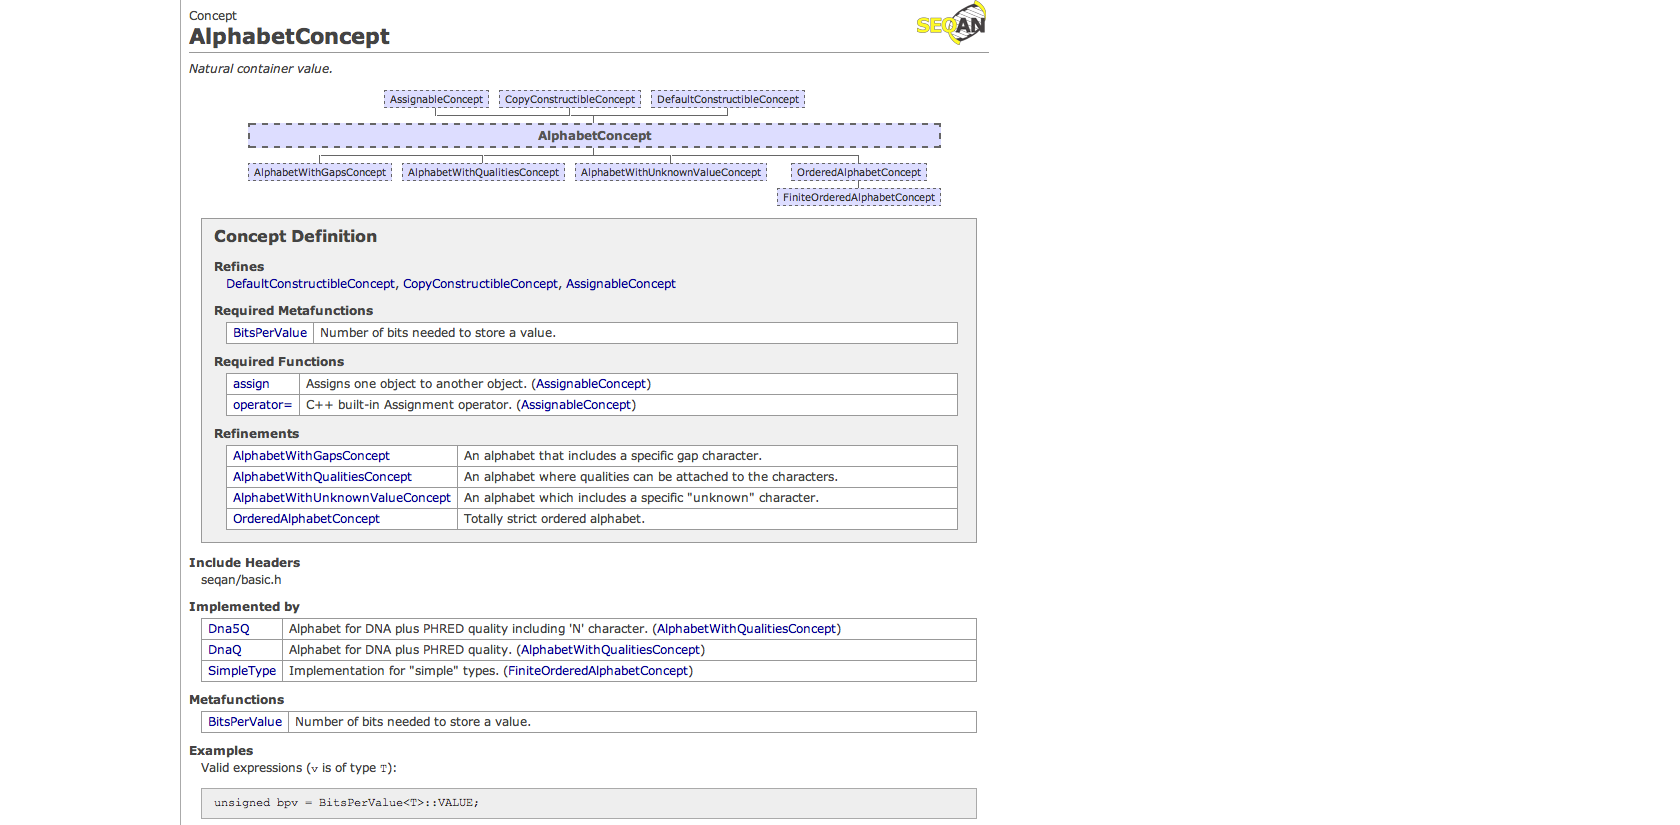 Concept
AlphabetConcept
SEQAN
Natural container value.
AssignableConcept CopyConstructibleConcept DefaultConstructibleConcept
AlphabetConcept
AlphabetWithGapsConcept AlphabetWithQualitiesConcept AlphabetWithUnknownValueConcept OrderedAlphabetConcept
FiniteOrderedAlphabetConcept
Concept Definition
Refines
DefaultConstructibleConcept, CopyConstructibleConcept, AssignableConcept
Required Metafunctions
BitsPerValue Number of bits needed to store a value.
Required Functions
assign Assigns one object to another object. (AssignableConcept)
operator= C++ built-in Assignment operator. (AssignableConcept)
Refinements
AlphabetWithGapsConcept An alphabet that includes a specific gap character.
AlphabetWithQualitiesConcept An alphabet where qualities can be attached to the characters.
AlphabetWithUnknownValueConcept An alphabet which includes a specific "unknown" character.
OrderedAlphabetConcept Totally strict ordered alphabet.
Include Headers
seqan/basic.h
Implemented by
Dna5Q Alphabet for DNA plus PHRED quality including 'N' character. (AlphabetWithQualitiesConcept)
DnaQ Alphabet for DNA plus PHRED quality. (AlphabetWithQualitiesConcept)
SimpleType Implementation for "simple" types. (FiniteOrderedAlphabetConcept)
Metafunctions
BitsPerValue Number of bits needed to store a value.
Examples
Valid expressions (v is of type T):
unsigned bpv = BitsPerValue<T>::VALUE;